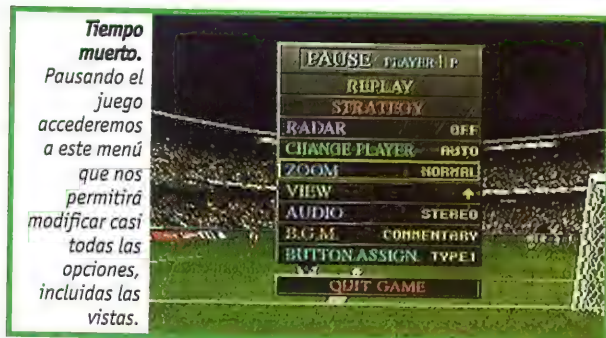 Tiempo
muerto.
Pausando el
juego
accederemos
a este menú
que nos
permitirá
modificar casi
todas las
opciones,
incluidas las
vistas.
PAUSE PLAYER 1 P
REPLAY
STRATEGY
RADAR OFF
CHANGE PLAYER AUTO
ZOOM NORMAL
VIEW
AUDIO STEREO
B.G.M. COMMENTARY
BUTTON ASSIGN. TYPE1
QUIT GAME